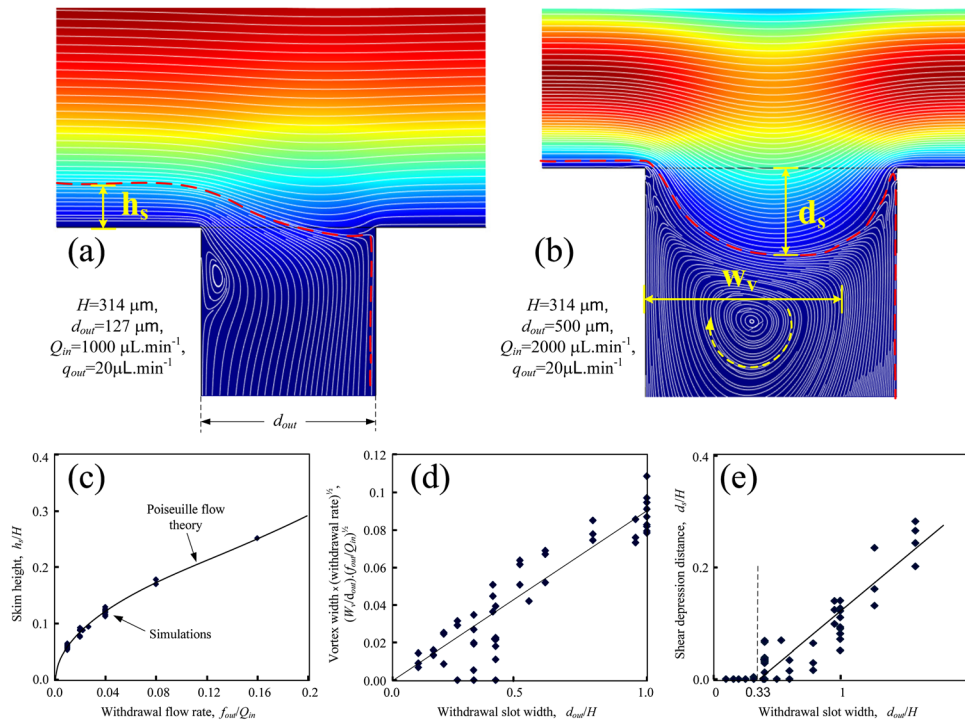 h_s
(a)
H=314 μm,
d_out=127 μm,
Q_in=1000 μL.min⁻¹,
q_out=20μL.min⁻¹
d_out
d_s
w_v
(b)
H=314 μm,
d_out=500 μm,
Q_in=2000 μL.min⁻¹,
q_out=20μL.min⁻¹
(c)
0.4
0.3
0.2
0.1
0.0
0
0.04
0.08
0.12
0.16
0.2
Skim height, h_s/H
Withdrawal flow rate, f_out/Q_in
Poiseuille flow
theory
Simulations
(d)
0.12
0.10
0.08
0.06
0.04
0.02
0.00
0.0
0.5
1.0
Vortex width x (withdrawal rate)^½
(W_v/d_out).(f_out/Q_in)^½
Withdrawal slot width, d_out/H
(e)
0.4
0.2
0.0
0
0.33
1
Shear depression distance, d_s/H
Withdrawal slot width, d_out/H